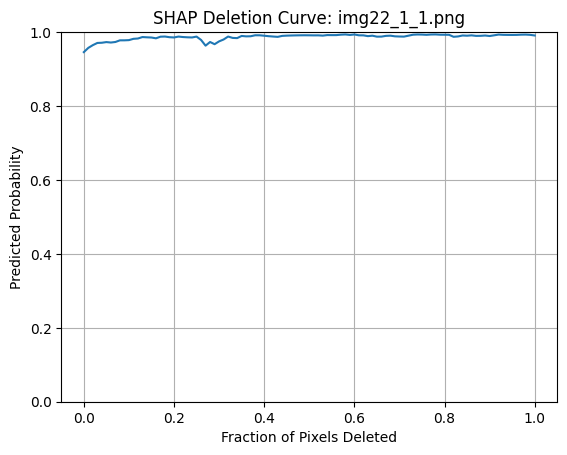 SHAP Deletion Curve: img22_1_1.png
1.0
0.8
0.6
0.4
0.2
0.0
Predicted Probability
0.0 0.2 0.4 0.6 0.8 1.0
Fraction of Pixels Deleted